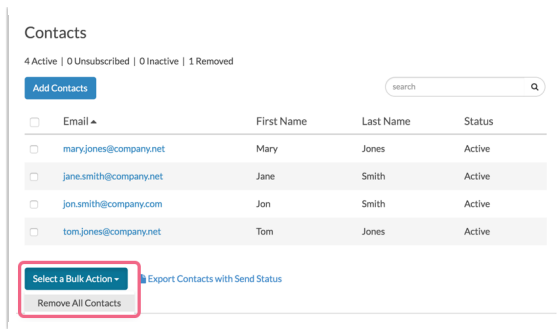 Contacts
4 Active | 0 Unsubscribed | 0 Inactive | 1 Removed
Add Contacts
search
Email First Name Last Name Status
mary.jones@company.net Mary Jones Active
jane.smith@company.net Jane Smith Active
jon.smith@company.com Jon Smith Active
tom.jones@company.net Tom Jones Active
Select a Bulk Action Export Contacts with Send Status
Remove All Contacts